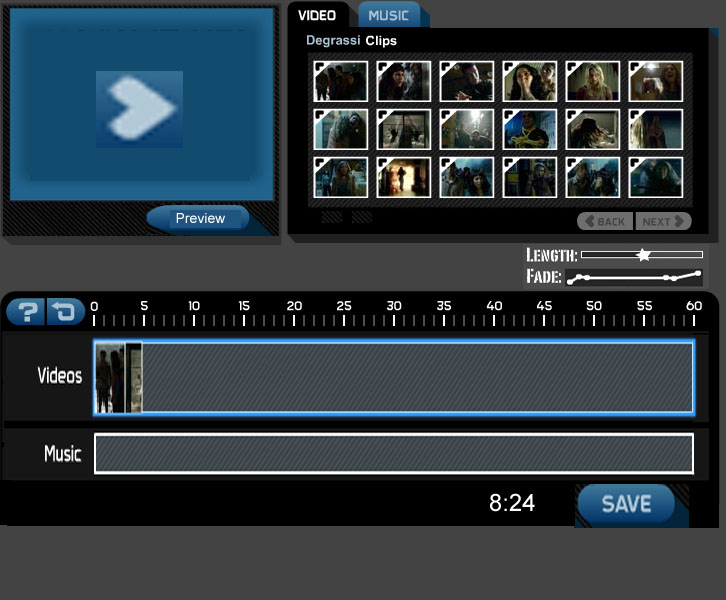 VIDEO MUSIC
Degrassi Clips
Preview
BACK NEXT
LENGTH:
FADE:
? 0 5 10 15 20 25 30 35 40 45 50 55 60
Videos
Music
8:24 SAVE